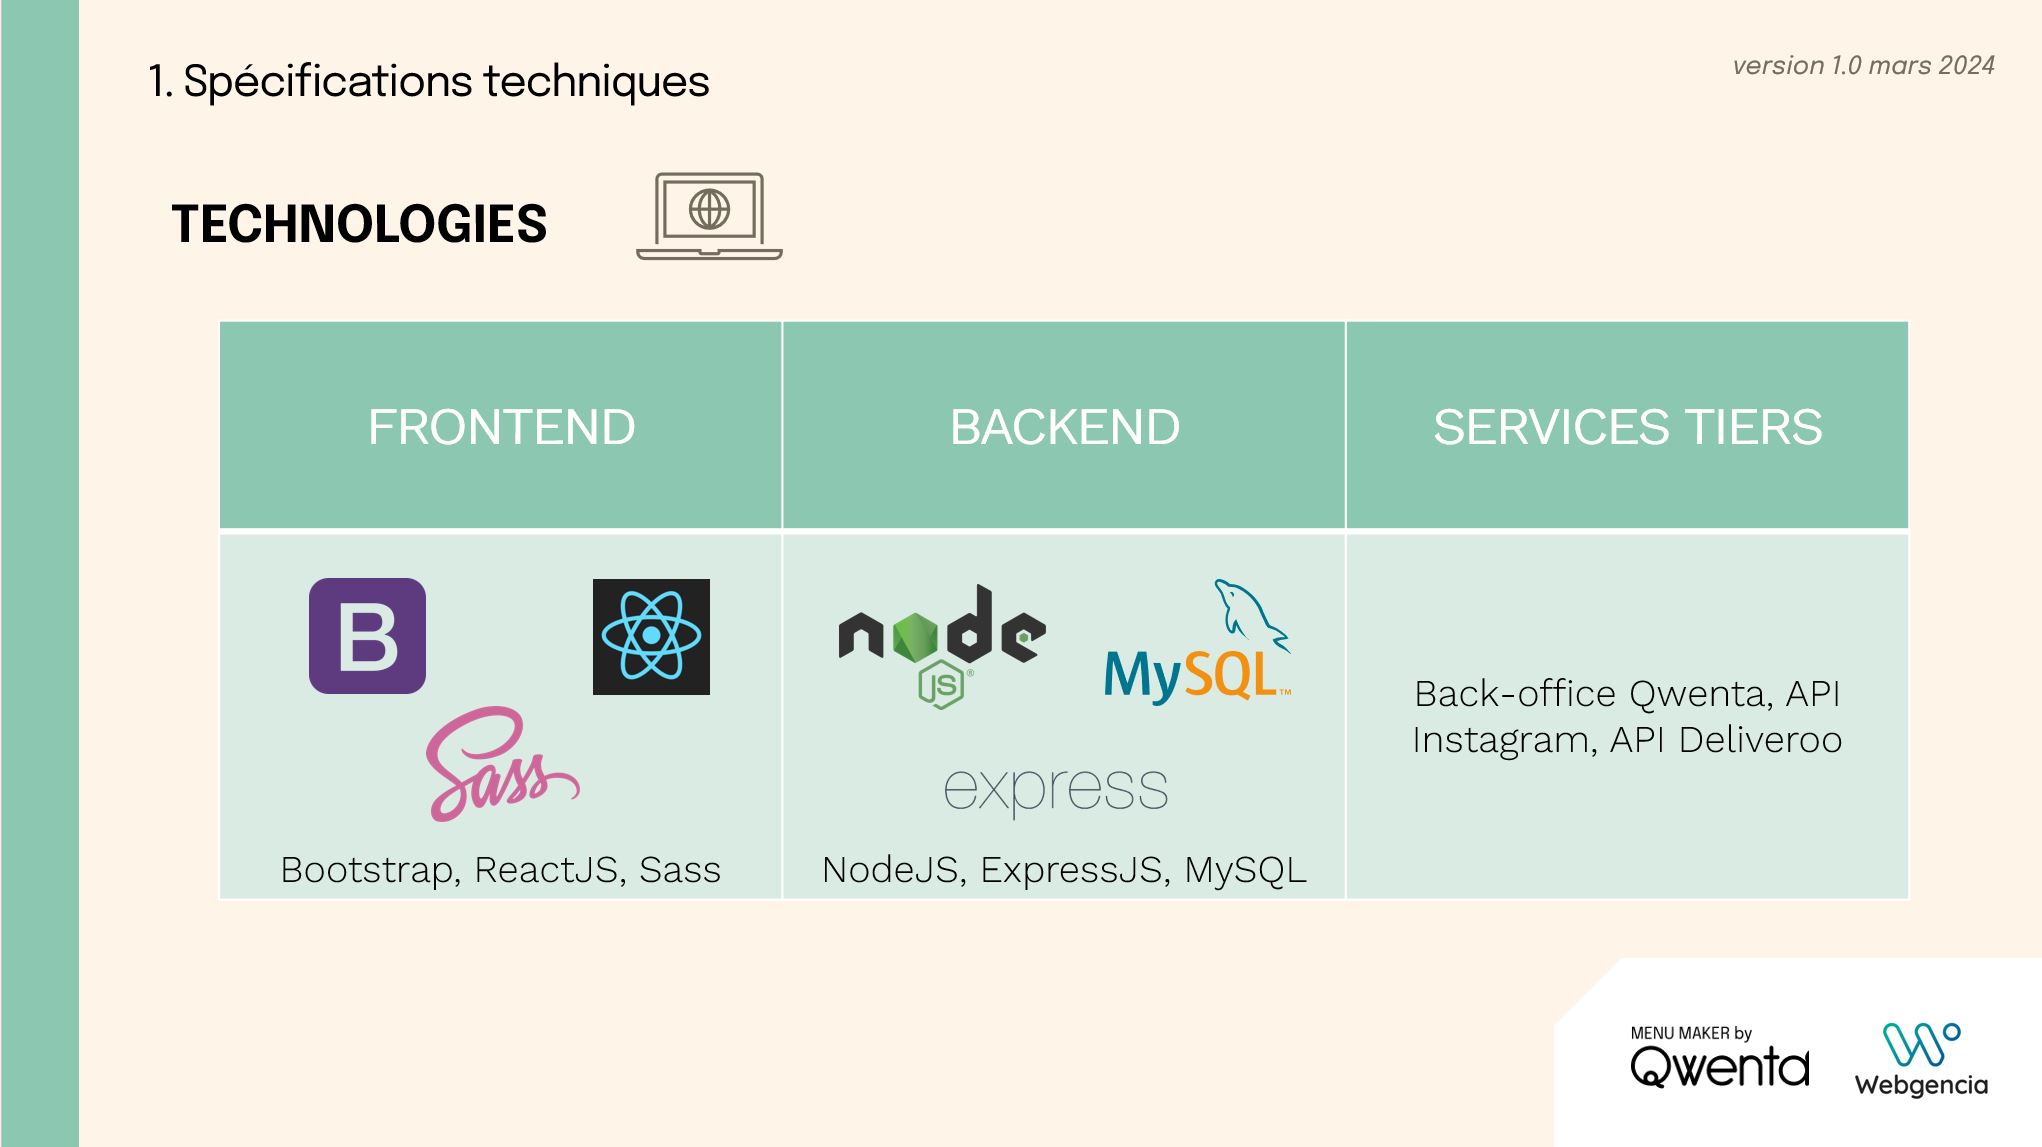 1. Spécifications techniques
version 1.0 mars 2024
TECHNOLOGIES
FRONTEND
BACKEND
SERVICES TIERS
B
Sass
Bootstrap, ReactJS, Sass
node
JS®
MySQL™
express
NodeJS, ExpressJS, MySQL
Back-office Qwenta, API
Instagram, API Deliveroo
MENU MAKER by
Qwenta
Webgencia